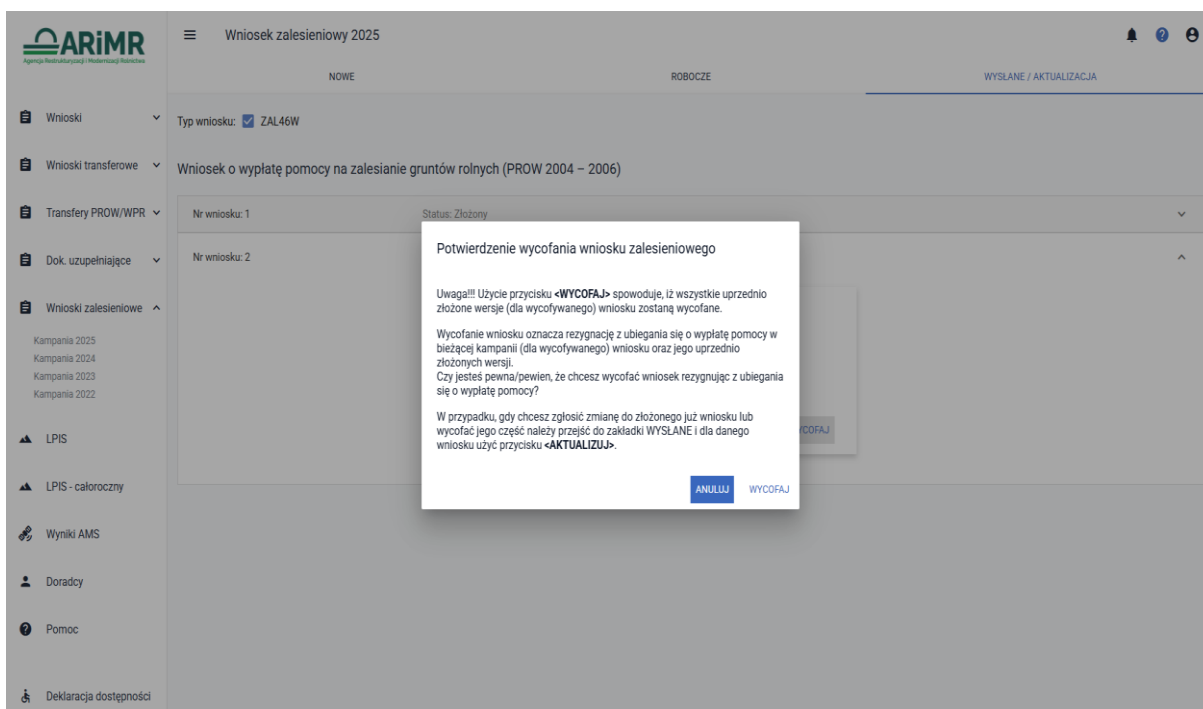 ARiMR
Agencja Restrukturyzacji i Modernizacji Rolnictwa
Wniosek zalesieniowy 2025
NOWE
ROBOCZE
WYSŁANE / AKTUALIZACJA
Wnioski
Wnioski transferowe
Transfery PROW/WPR
Dok. uzupełniające
Wnioski zalesieniowe
Kampania 2025
Kampania 2024
Kampania 2023
Kampania 2022
LPIS
LPIS - całoroczny
Wyniki AMS
Doradcy
Pomoc
Deklaracja dostępności
Typ wniosku: ZAL46W
Wniosek o wypłatę pomocy na zalesianie gruntów rolnych (PROW 2004 – 2006)
Nr wniosku: 1 Status: Złożony
Nr wniosku: 2
Potwierdzenie wycofania wniosku zalesieniowego
Uwaga!!! Użycie przycisku <WYCOFAJ> spowoduje, iż wszystkie uprzednio
złożone wersje (dla wycofywanego) wniosku zostaną wycofane.
Wycofanie wniosku oznacza rezygnację z ubiegania się o wypłatę pomocy w
bieżącej kampanii (dla wycofywanego) wniosku oraz jego uprzednio
złożonych wersji.
Czy jesteś pewna/pewien, że chcesz wycofać wniosek rezygnując z ubiegania
się o wypłatę pomocy?
W przypadku, gdy chcesz zgłosić zmianę do złożonego już wniosku lub
wycofać jego część należy przejść do zakładki WYSŁANE i dla danego
wniosku użyć przycisku <AKTUALIZUJ>.
ANULUJ WYCOFAJ
YCOFAJ